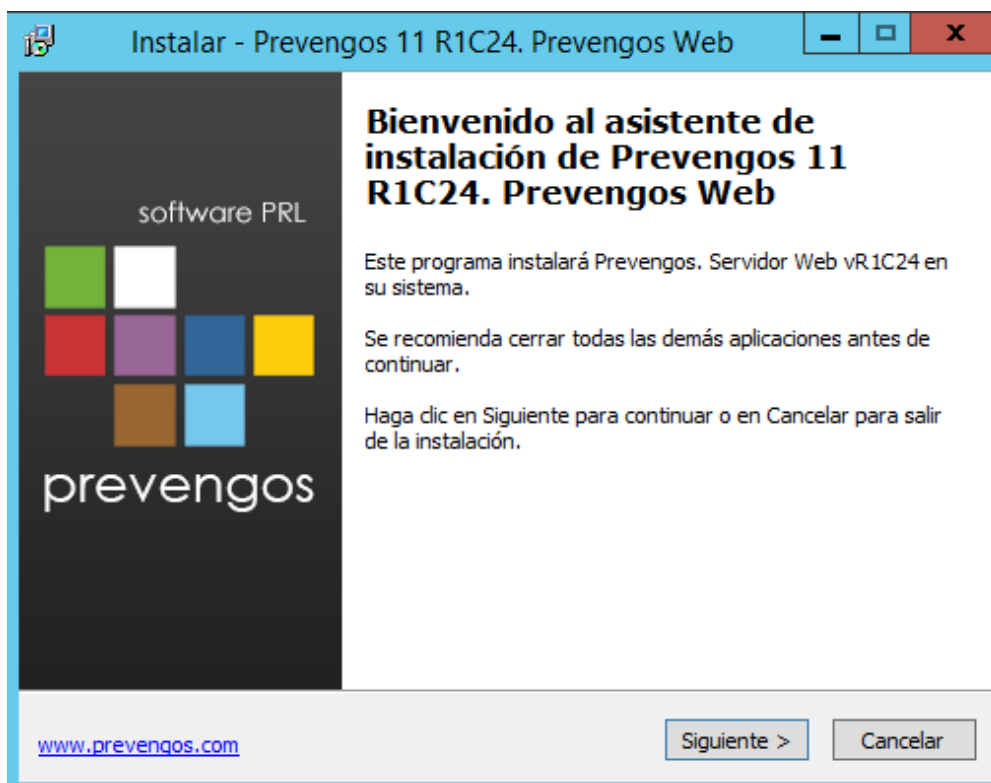 Instalar - Prevengos 11 R1C24. Prevengos Web
software PRL
prevengos
Bienvenido al asistente de
instalación de Prevengos 11
R1C24. Prevengos Web
Este programa instalará Prevengos. Servidor Web vR1C24 en
su sistema.
Se recomienda cerrar todas las demás aplicaciones antes de
continuar.
Haga clic en Siguiente para continuar o en Cancelar para salir
de la instalación.
www.prevengos.com
Siguiente >
Cancelar